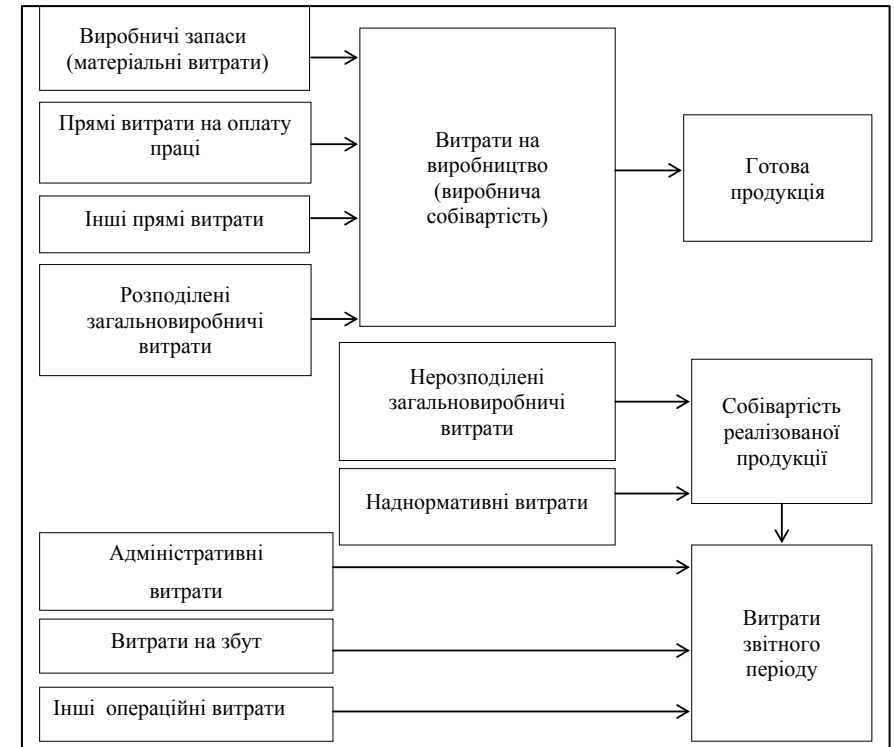 Виробничі запаси
(матеріальні витрати)
Прямі витрати на оплату
праці
Інші прямі витрати
Розподілені
загальновиробничі
витрати
Витрати на
виробництво
(виробнича
собівартість)
Готова
продукція
Нерозподілені
загальновиробничі
витрати
Наднормативні витрати
Собівартість
реалізованої
продукції
Адміністративні
витрати
Витрати на збут
Інші операційні витрати
Витрати
звітного
періоду